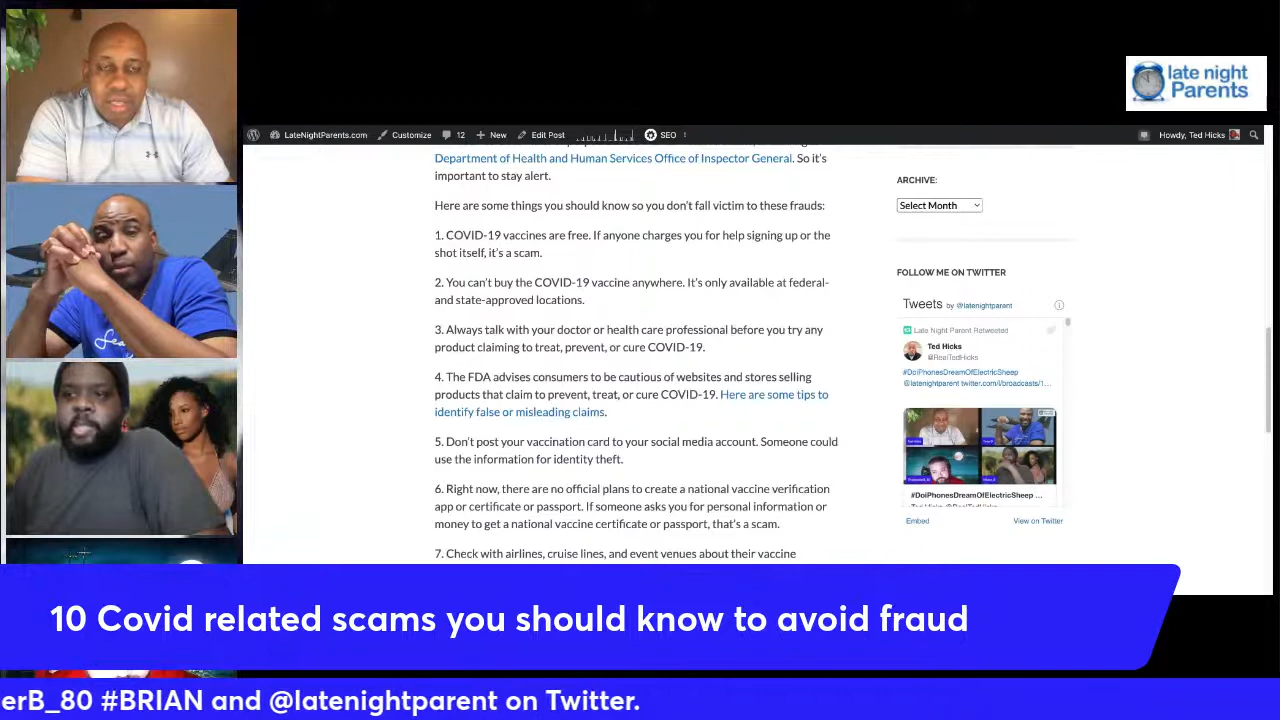 late night
Parents
LateNightParents.com Customize 12 New Edit Post SEO Howdy, Ted Hicks
Department of Health and Human Services Office of Inspector General. So it's
important to stay alert.
Here are some things you should know so you don't fall victim to these frauds:
1. COVID-19 vaccines are free. If anyone charges you for help signing up or the
shot itself, it's a scam.
2. You can't buy the COVID-19 vaccine anywhere. It's only available at federal-
and state-approved locations.
3. Always talk with your doctor or health care professional before you try any
product claiming to treat, prevent, or cure COVID-19.
4. The FDA advises consumers to be cautious of websites and stores selling
products that claim to prevent, treat, or cure COVID-19. Here are some tips to
identify false or misleading claims.
5. Don't post your vaccination card to your social media account. Someone could
use the information for identity theft.
6. Right now, there are no official plans to create a national vaccine verification
app or certificate or passport. If someone asks you for personal information or
money to get a national vaccine certificate or passport, that's a scam.
7. Check with airlines, cruise lines, and event venues about their vaccine
ARCHIVE:
Select Month
FOLLOW ME ON TWITTER
Tweets by @latenightparent
Late Night Parent Retweeted
Ted Hicks
@RealTedHicks
#DoiPhonesDreamOfElectricSheep
@latenightparent twitter.com/i/broadcasts/1...
#DoiPhonesDreamOfElectricSheep ...
Ted Hicks @RealTedHicks
Embed View on Twitter
10 Covid related scams you should know to avoid fraud
erB_80 #BRIAN and @latenightparent on Twitter.